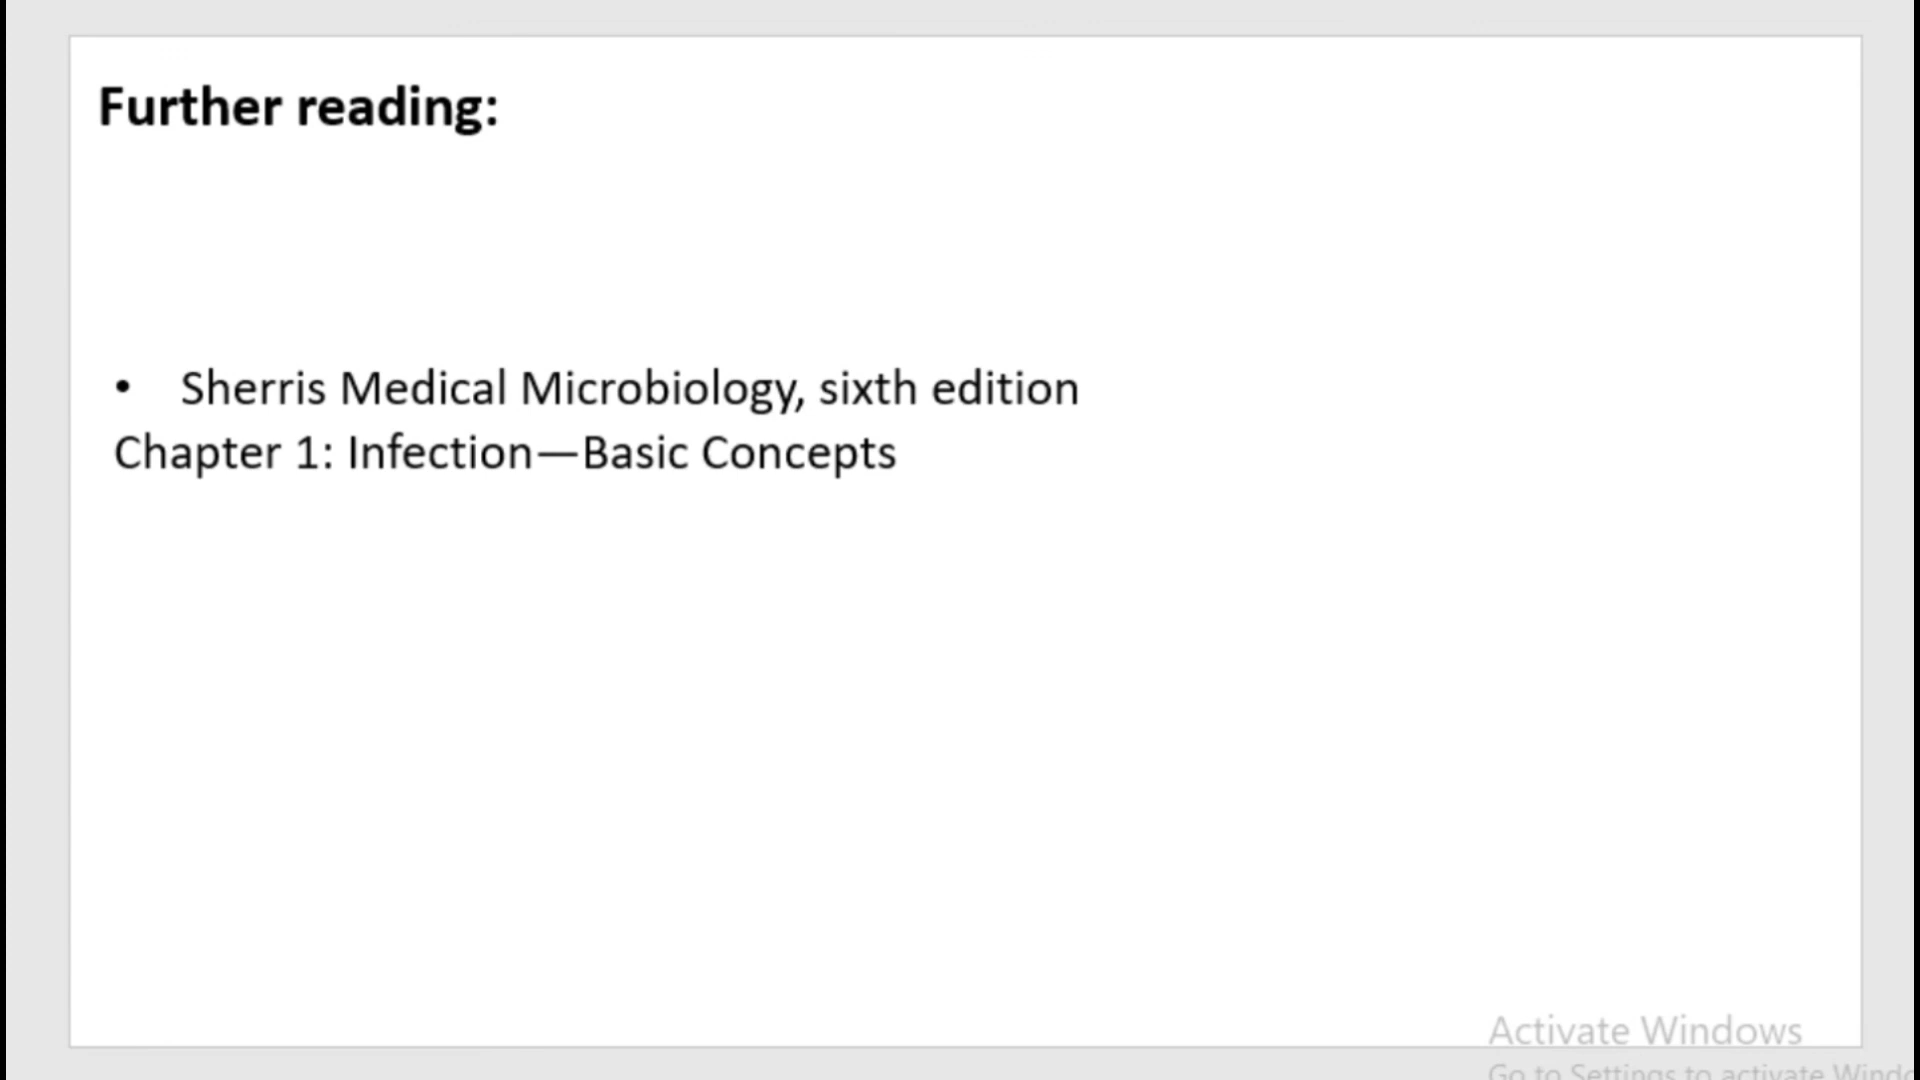 Further reading:
• Sherris Medical Microbiology, sixth edition
Chapter 1: Infection—Basic Concepts
Activate Windows
Go to Settings to activate